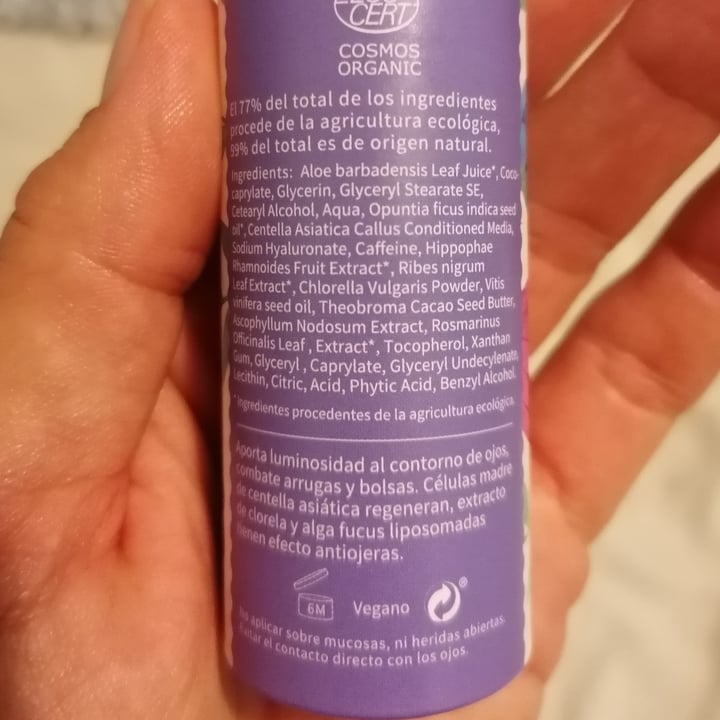 CERT
COSMOS
ORGANIC
El 77% del total de los ingredientes
procede de la agricultura ecológica,
99% del total es de origen natural.
Ingredients: Aloe barbadensis Leaf Juice*, Coco-
caprylate, Glycerin, Glyceryl Stearate SE,
Cetearyl Alcohol, Aqua, Opuntia ficus indica seed
oil*, Centella Asiatica Callus Conditioned Media,
Sodium Hyaluronate, Caffeine, Hippophae
Rhamnoides Fruit Extract*, Ribes nigrum
Leaf Extract*, Chlorella Vulgaris Powder, Vitis
vinifera seed oil, Theobroma Cacao Seed Butter,
Ascophyllum Nodosum Extract, Rosmarinus
Officinalis Leaf , Extract*, Tocopherol, Xanthan
Gum, Glyceryl , Caprylate, Glyceryl Undecylenate,
Lecithin, Citric, Acid, Phytic Acid, Benzyl Alcohol.
*Ingredientes procedentes de la agricultura ecológica.
Aporta luminosidad al contorno de ojos,
combate arrugas y bolsas. Células madre
de centella asiática regeneran, extracto
de clorela y alga fucus liposomadas
tienen efecto antiojeras.
6M Vegano ®
No aplicar sobre mucosas, ni heridas abiertas.
Evitar el contacto directo con los ojos.